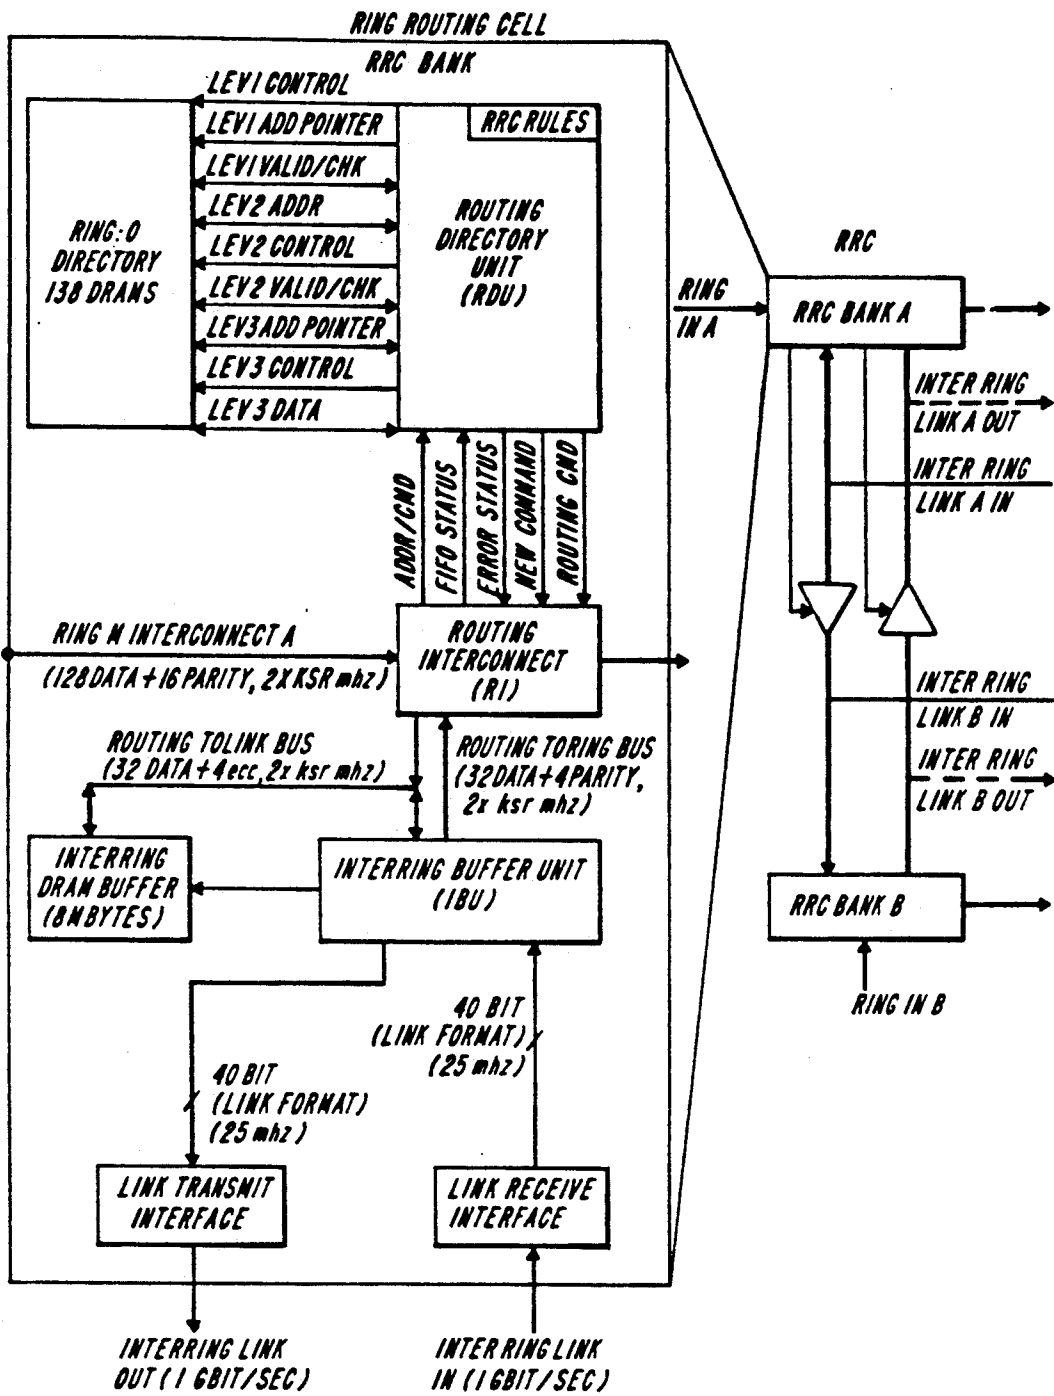 RING ROUTING CELL
RRC BANK
LEV1 CONTROL
LEV1 ADD POINTER
LEV1 VALID/CHK
LEV2 ADDR
LEV2 CONTROL
LEV2 VALID/CHK
LEV3 ADD POINTER
LEV3 CONTROL
LEV3 DATA
RING:0
DIRECTORY
138 DRAMS
RRC RULES
ROUTING
DIRECTORY
UNIT
(RDU)
ADDR/CMD
FIFO STATUS
ERROR STATUS
NEW COMMAND
ROUTING CMD
RING M INTERCONNECT A
(128 DATA + 16 PARITY, 2X KSR mhz)
ROUTING
INTERCONNECT
(RI)
ROUTING TOLINK BUS
(32 DATA + 4 ecc, 2x ksr mhz)
ROUTING TORING BUS
(32 DATA + 4 PARITY,
2x ksr mhz)
INTERRING
DRAM BUFFER
(8M BYTES)
INTERRING BUFFER UNIT
(IBU)
40 BIT
(LINK FORMAT)
(25 mhz)
40 BIT
(LINK FORMAT)
(25 mhz)
LINK TRANSMIT
INTERFACE
LINK RECEIVE
INTERFACE
INTERRING LINK
OUT (1 GBIT/SEC)
INTER RING LINK
IN (1 GBIT/SEC)
RRC
RING
IN A
RRC BANK A
INTER RING
LINK A OUT
INTER RING
LINK A IN
INTER RING
LINK B IN
INTER RING
LINK B OUT
RRC BANK B
RING IN B